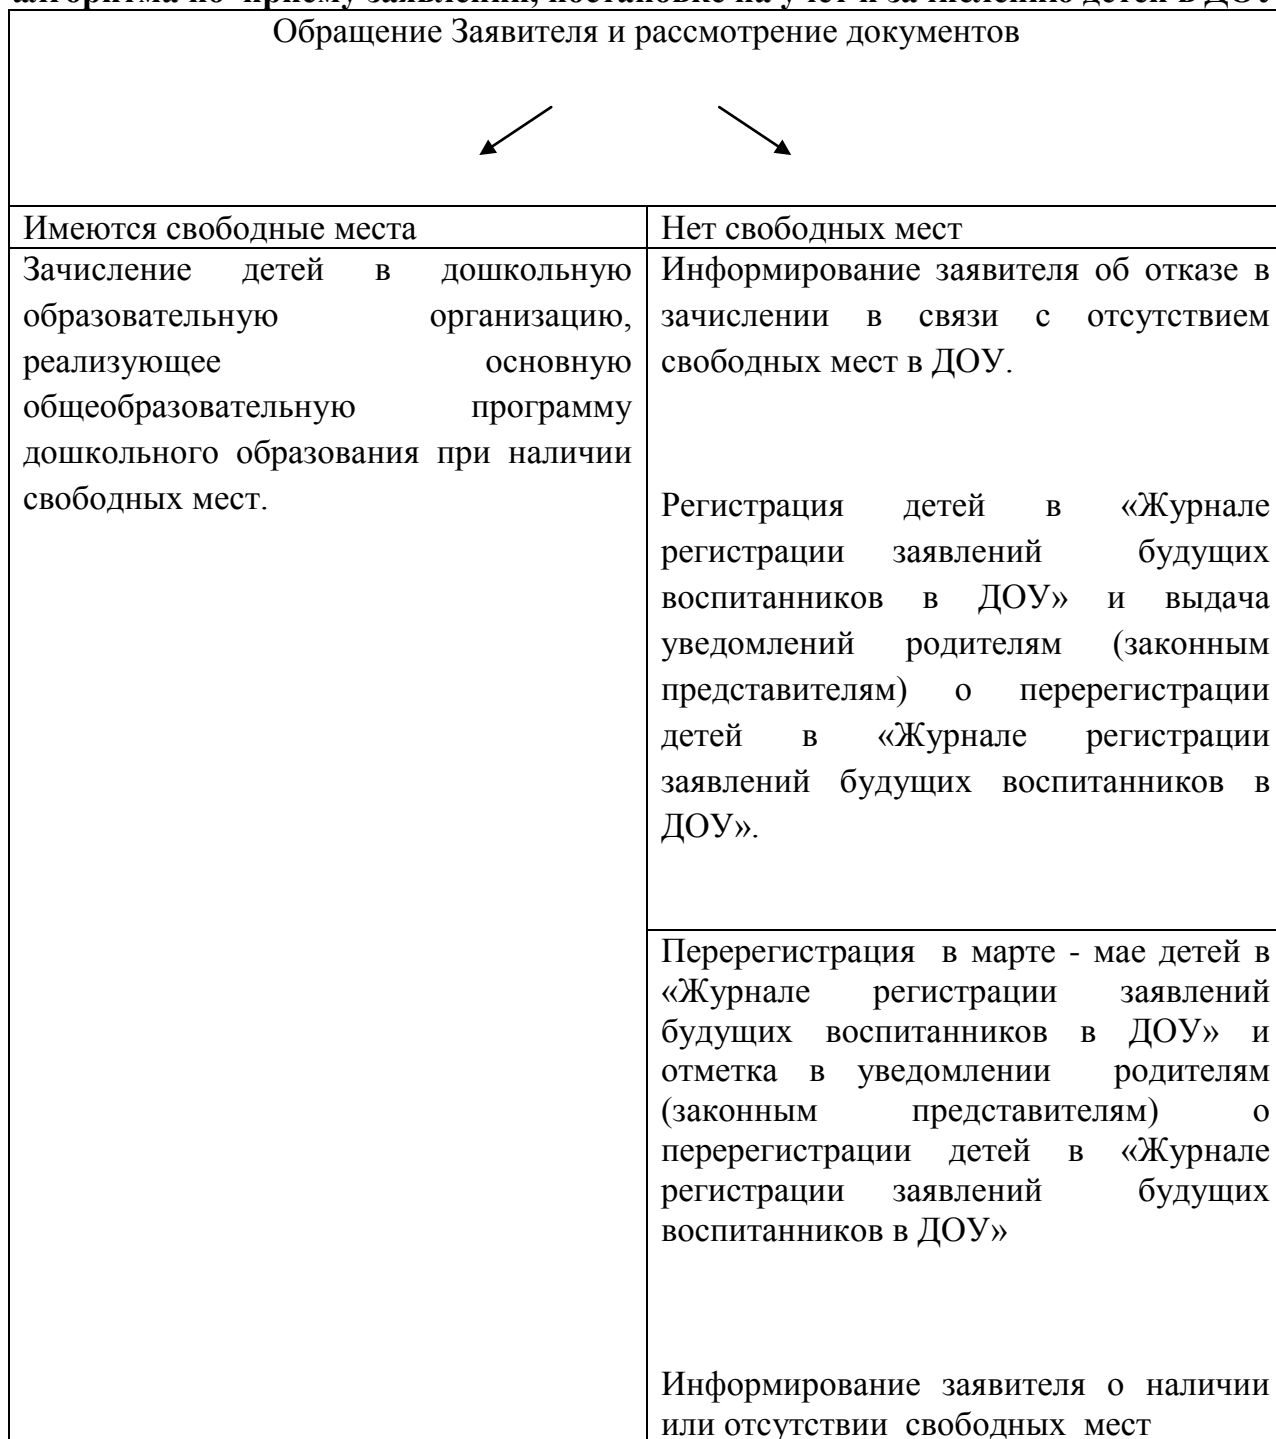 алгоритма по приему заявлений, постановке на учет и зачислению детей в ДОУ
Обращение Заявителя и рассмотрение документов
Имеются свободные места
Зачисление детей в дошкольную
образовательную организацию,
реализующее основную
общеобразовательную программу
дошкольного образования при наличии
свободных мест.
Нет свободных мест
Информирование заявителя об отказе в
зачислении в связи с отсутствием
свободных мест в ДОУ.
Регистрация детей в «Журнале
регистрации заявлений будущих
воспитанников в ДОУ» и выдача
уведомлений родителям (законным
представителям) о перерегистрации
детей в «Журнале регистрации
заявлений будущих воспитанников в
ДОУ».
Перерегистрация в марте - мае детей в
«Журнале регистрации заявлений
будущих воспитанников в ДОУ» и
отметка в уведомлении родителям
(законным представителям) о
перерегистрации детей в «Журнале
регистрации заявлений будущих
воспитанников в ДОУ»
Информирование заявителя о наличии
или отсутствии свободных мест